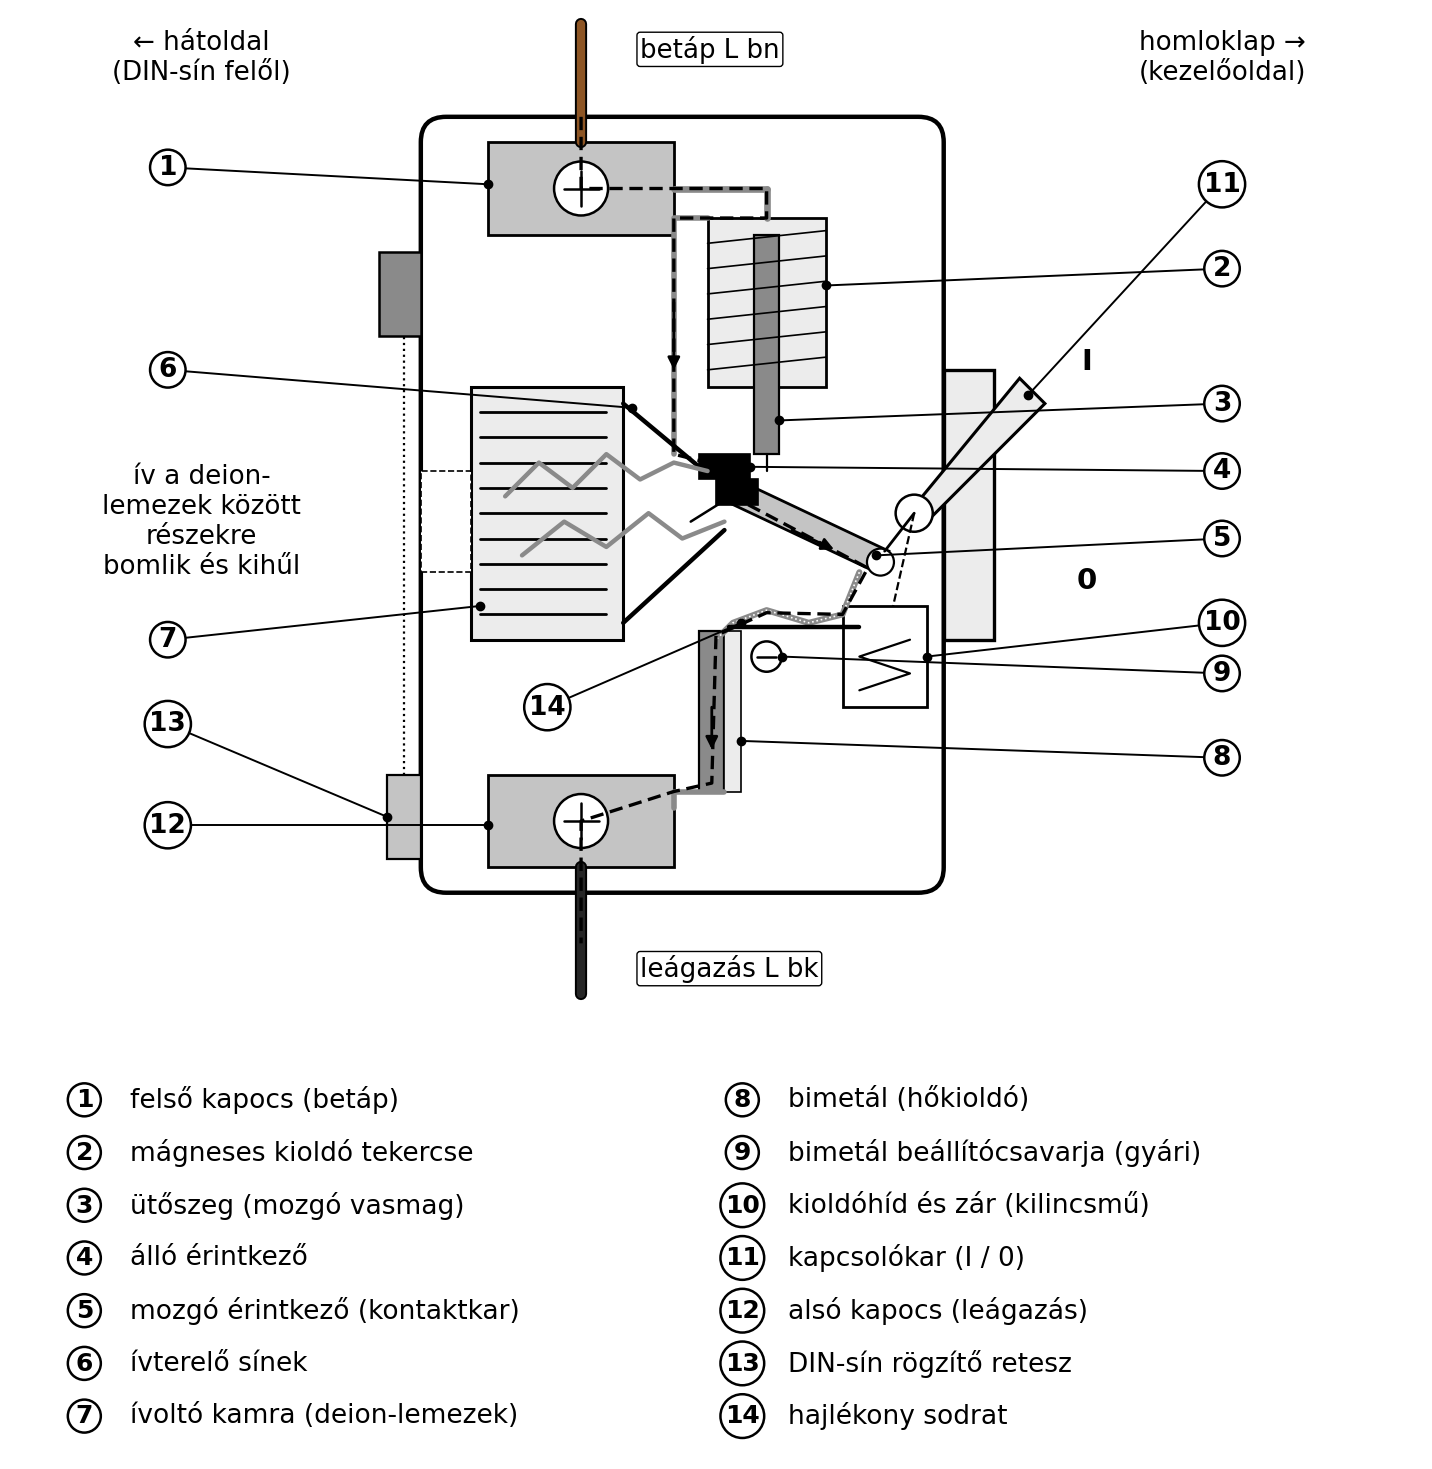 ← hátoldal
(DIN-sín felől)
betáp L bn
homloklap →
(kezelőoldal)
1
11
2
I
6
3
4
ív a deion-
lemezek között
részekre
bomlik és kihűl
5
0
10
7
9
14
13
8
12
leágazás L bk
1 felső kapocs (betáp)
2 mágneses kioldó tekercse
3 ütőszeg (mozgó vasmag)
4 álló érintkező
5 mozgó érintkező (kontaktkar)
6 ívterelő sínek
7 ívoltó kamra (deion-lemezek)
8 bimetál (hőkioldó)
9 bimetál beállítócsavarja (gyári)
10 kioldóhíd és zár (kilincsmű)
11 kapcsolókar (I / 0)
12 alsó kapocs (leágazás)
13 DIN-sín rögzítő retesz
14 hajlékony sodrat